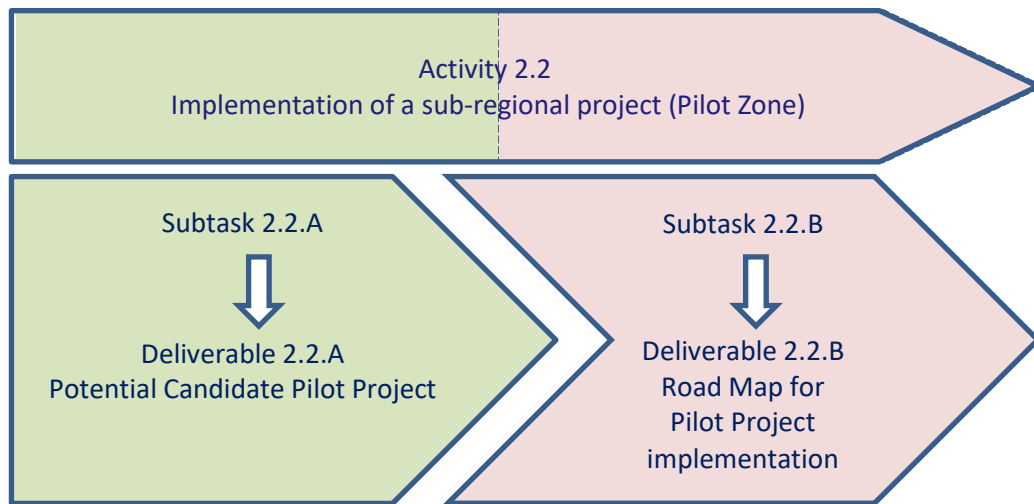 Activity 2.2
Implementation of a sub-regional project (Pilot Zone)
Subtask 2.2.A
Deliverable 2.2.A
Potential Candidate Pilot Project
Subtask 2.2.B
Deliverable 2.2.B
Road Map for
Pilot Project
implementation